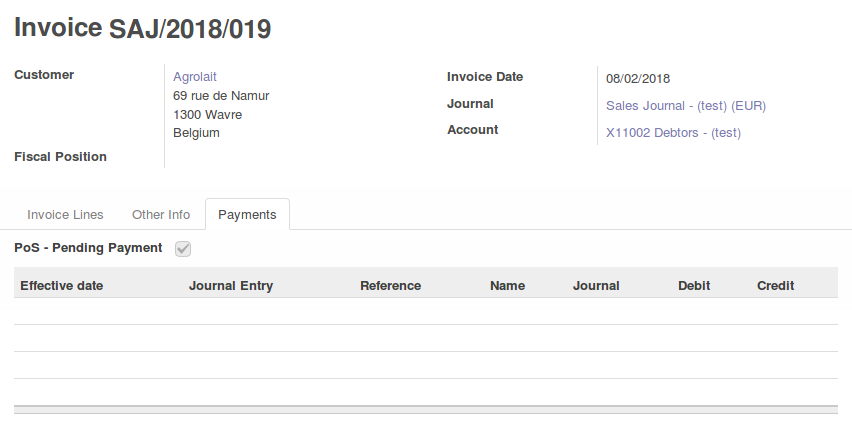 Invoice SAJ/2018/019
Customer
Agrolait
69 rue de Namur
1300 Wavre
Belgium
Fiscal Position
Invoice Date 08/02/2018
Journal Sales Journal - (test) (EUR)
Account X11002 Debtors - (test)
Invoice Lines Other Info Payments
PoS - Pending Payment
Effective date Journal Entry Reference Name Journal Debit Credit